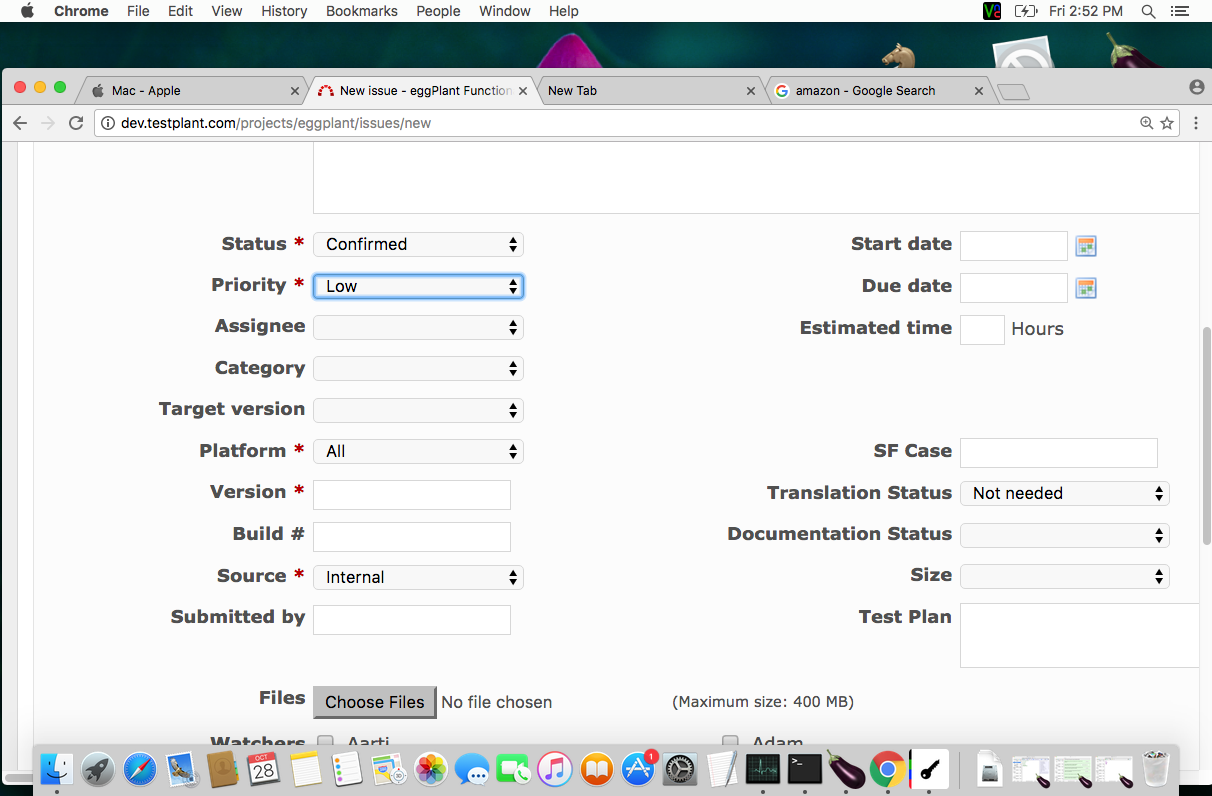 Chrome File Edit View History Bookmarks People Window Help Fri 2:52 PM
Mac - Apple New issue - eggPlant Function New Tab amazon - Google Search
dev.testplant.com/projects/eggplant/issues/new
Status * Confirmed Start date
Priority * Low Due date
Assignee Estimated time Hours
Category
Target version
Platform * All SF Case
Version * Translation Status Not needed
Build # Documentation Status
Source * Internal Size
Submitted by Test Plan
Files Choose Files No file chosen (Maximum size: 400 MB)
Watchers Aarti Adam
OCT
28
1